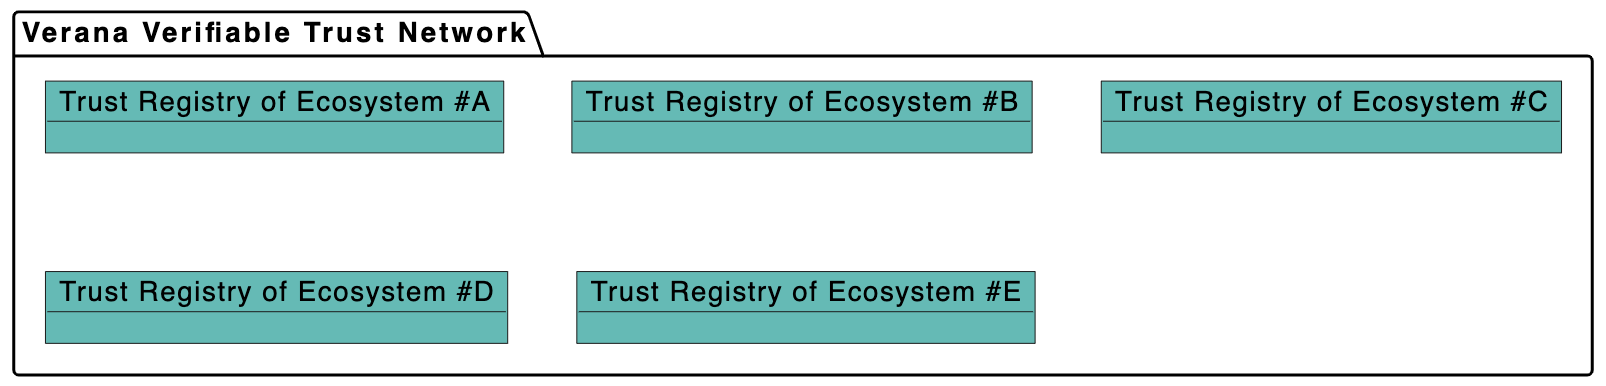 Verana Verifiable Trust Network
Trust Registry of Ecosystem #A
Trust Registry of Ecosystem #B
Trust Registry of Ecosystem #C
Trust Registry of Ecosystem #D
Trust Registry of Ecosystem #E